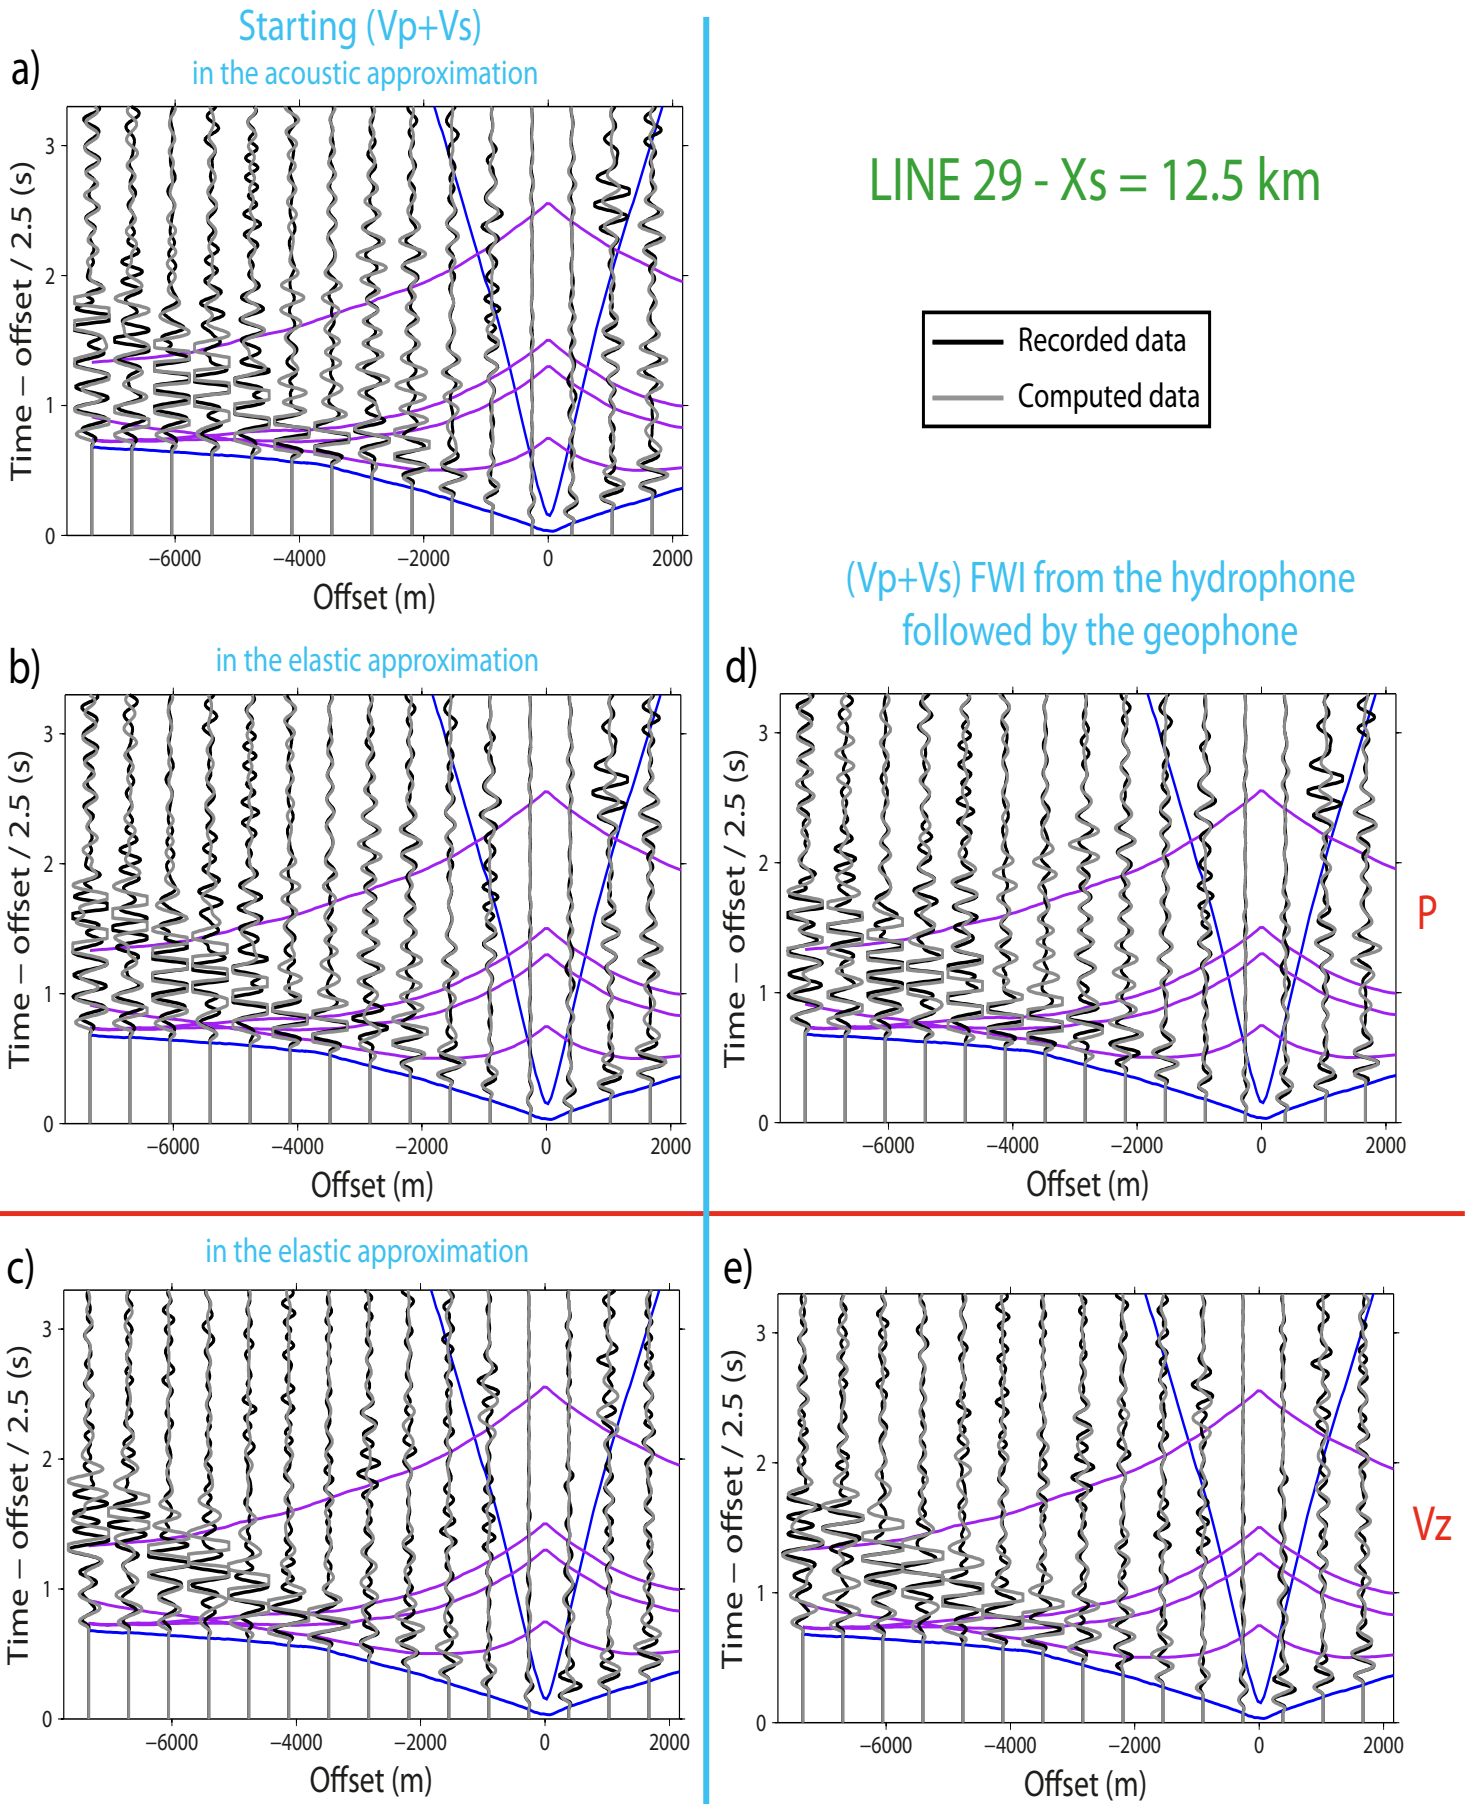 Starting (Vp+Vs)
in the acoustic approximation
a)
Time – offset / 2.5 (s)
3
2
1
0
−6000 −4000 −2000 0 2000
Offset (m)
LINE 29 - Xs = 12.5 km
Recorded data
Computed data
(Vp+Vs) FWI from the hydrophone
followed by the geophone
b)
in the elastic approximation
Time – offset / 2.5 (s)
3
2
1
0
−6000 −4000 −2000 0 2000
Offset (m)
d)
Time – offset / 2.5 (s)
3
2
1
0
−6000 −4000 −2000 0 2000
Offset (m)
P
c)
in the elastic approximation
Time – offset / 2.5 (s)
3
2
1
0
−6000 −4000 −2000 0 2000
Offset (m)
e)
Time – offset / 2.5 (s)
3
2
1
0
−6000 −4000 −2000 0 2000
Offset (m)
Vz